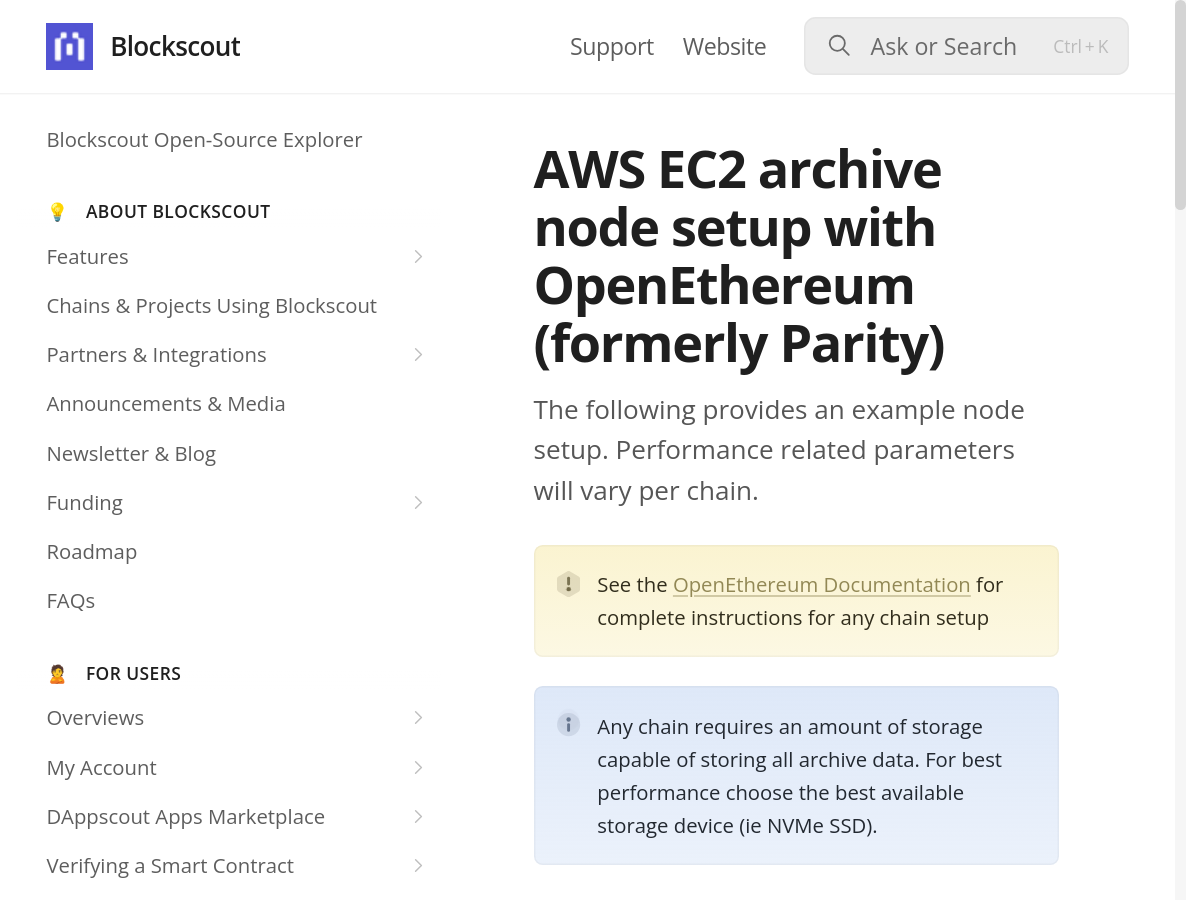 Blockscout
Support
Website
Ask or Search
Ctrl + K
Blockscout Open-Source Explorer
ABOUT BLOCKSCOUT
Features
Chains & Projects Using Blockscout
Partners & Integrations
Announcements & Media
Newsletter & Blog
Funding
Roadmap
FAQs
FOR USERS
Overviews
My Account
DAppscout Apps Marketplace
Verifying a Smart Contract
AWS EC2 archive
node setup with
OpenEthereum
(formerly Parity)
The following provides an example node
setup. Performance related parameters
will vary per chain.
See the OpenEthereum Documentation for
complete instructions for any chain setup
Any chain requires an amount of storage
capable of storing all archive data. For best
performance choose the best available
storage device (ie NVMe SSD).